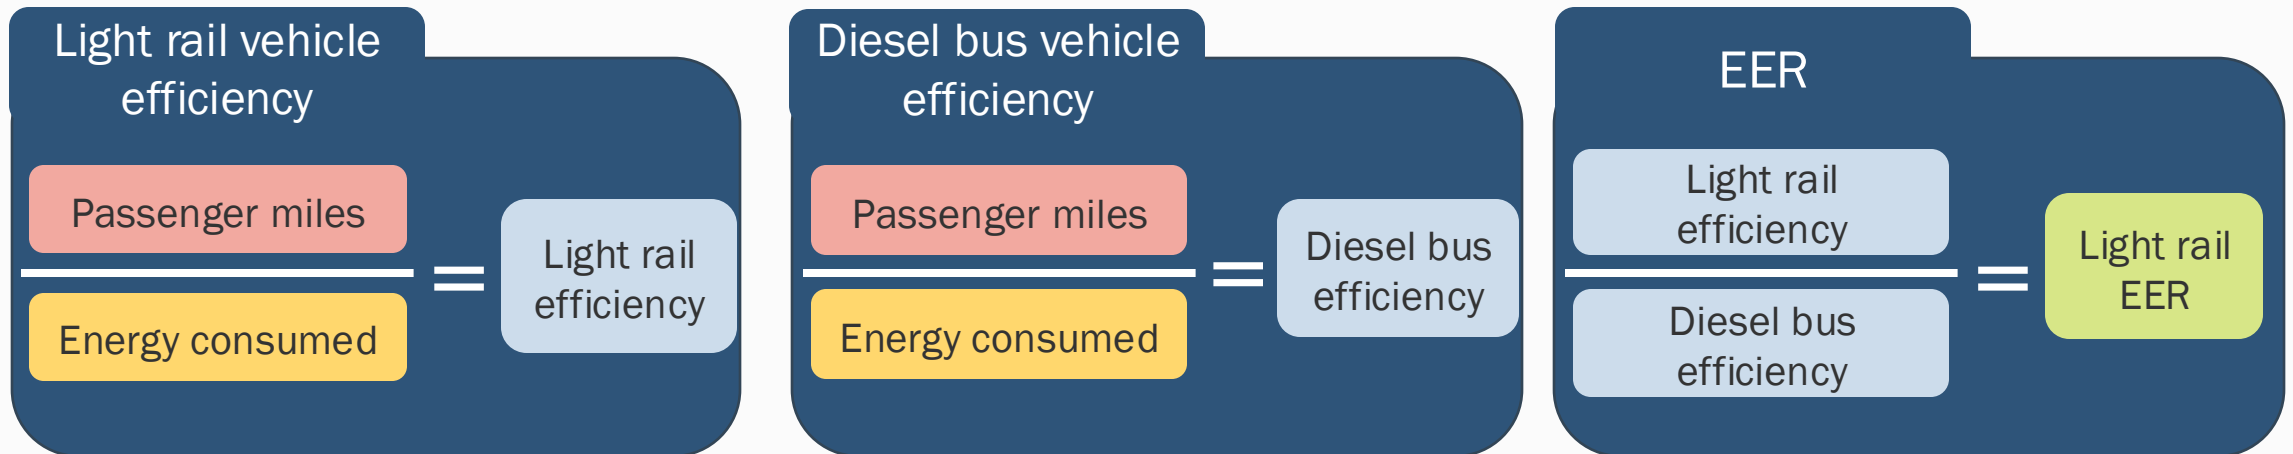 Light rail vehicle
efficiency
Passenger miles
Energy consumed
=
Light rail
efficiency
Diesel bus vehicle
efficiency
Passenger miles
Energy consumed
=
Diesel bus
efficiency
EER
Light rail
efficiency
Diesel bus
efficiency
=
Light rail
EER